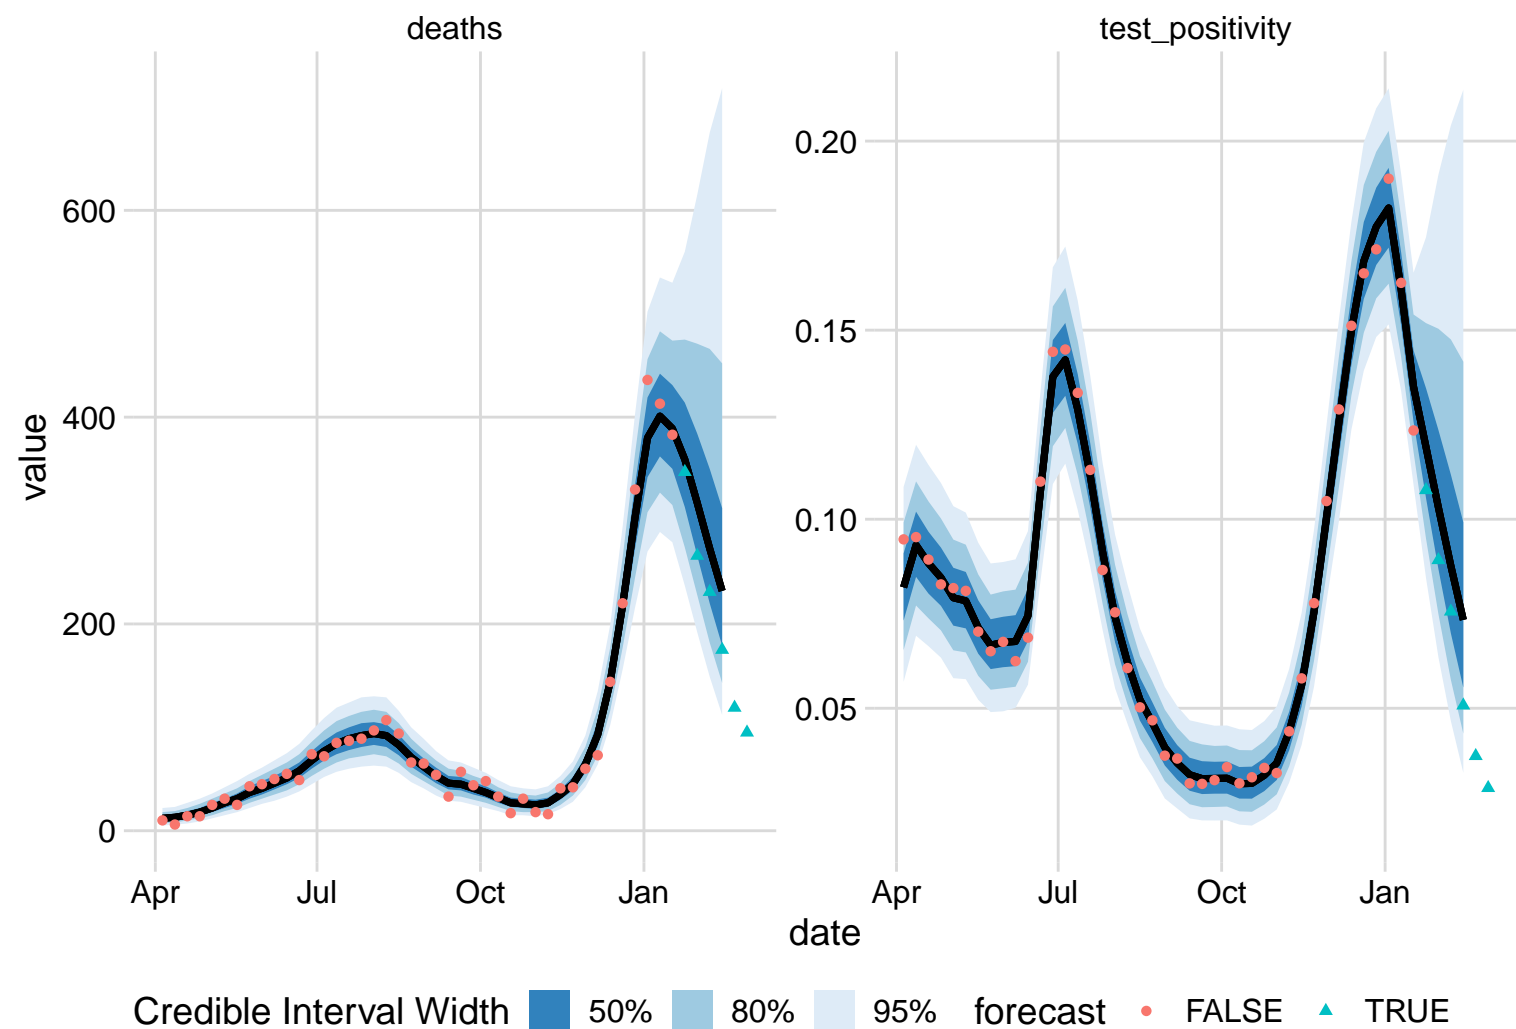 deaths
test_positivity
value
600
400
200
0
0.20
0.15
0.10
0.05
Apr Jul Oct Jan
Apr Jul Oct Jan
date
Credible Interval Width 50% 80% 95% forecast FALSE TRUE